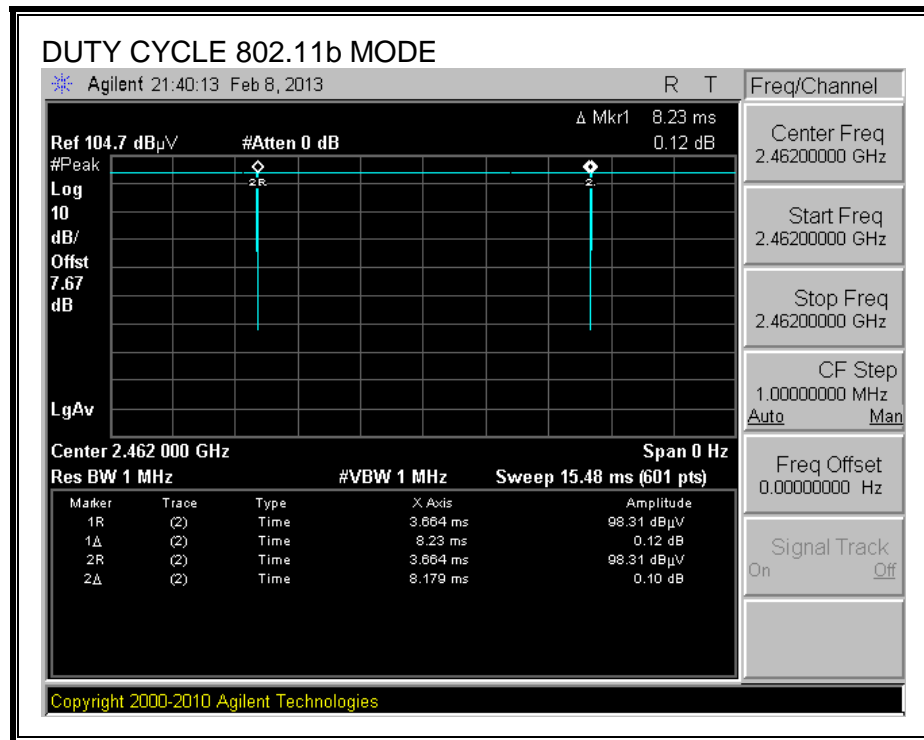 DUTY CYCLE 802.11b MODE
Agilent 21:40:13 Feb 8, 2013 R T
Freq/Channel
Δ Mkr1 8.23 ms
Ref 104.7 dBµV #Atten 0 dB 0.12 dB
#Peak
Log
10
dB/
Offst
7.67
dB
LgAv
2R
2
Center 2.462 000 GHz Span 0 Hz
Res BW 1 MHz #VBW 1 MHz Sweep 15.48 ms (601 pts)
Marker Trace Type X Axis Amplitude
1R (2) Time 3.664 ms 98.31 dBµV
1Δ (2) Time 8.23 ms 0.12 dB
2R (2) Time 3.664 ms 98.31 dBµV
2Δ (2) Time 8.179 ms 0.10 dB
Center Freq
2.46200000 GHz
Start Freq
2.46200000 GHz
Stop Freq
2.46200000 GHz
CF Step
1.00000000 MHz
Auto Man
Freq Offset
0.00000000 Hz
Signal Track
On Off
Copyright 2000-2010 Agilent Technologies